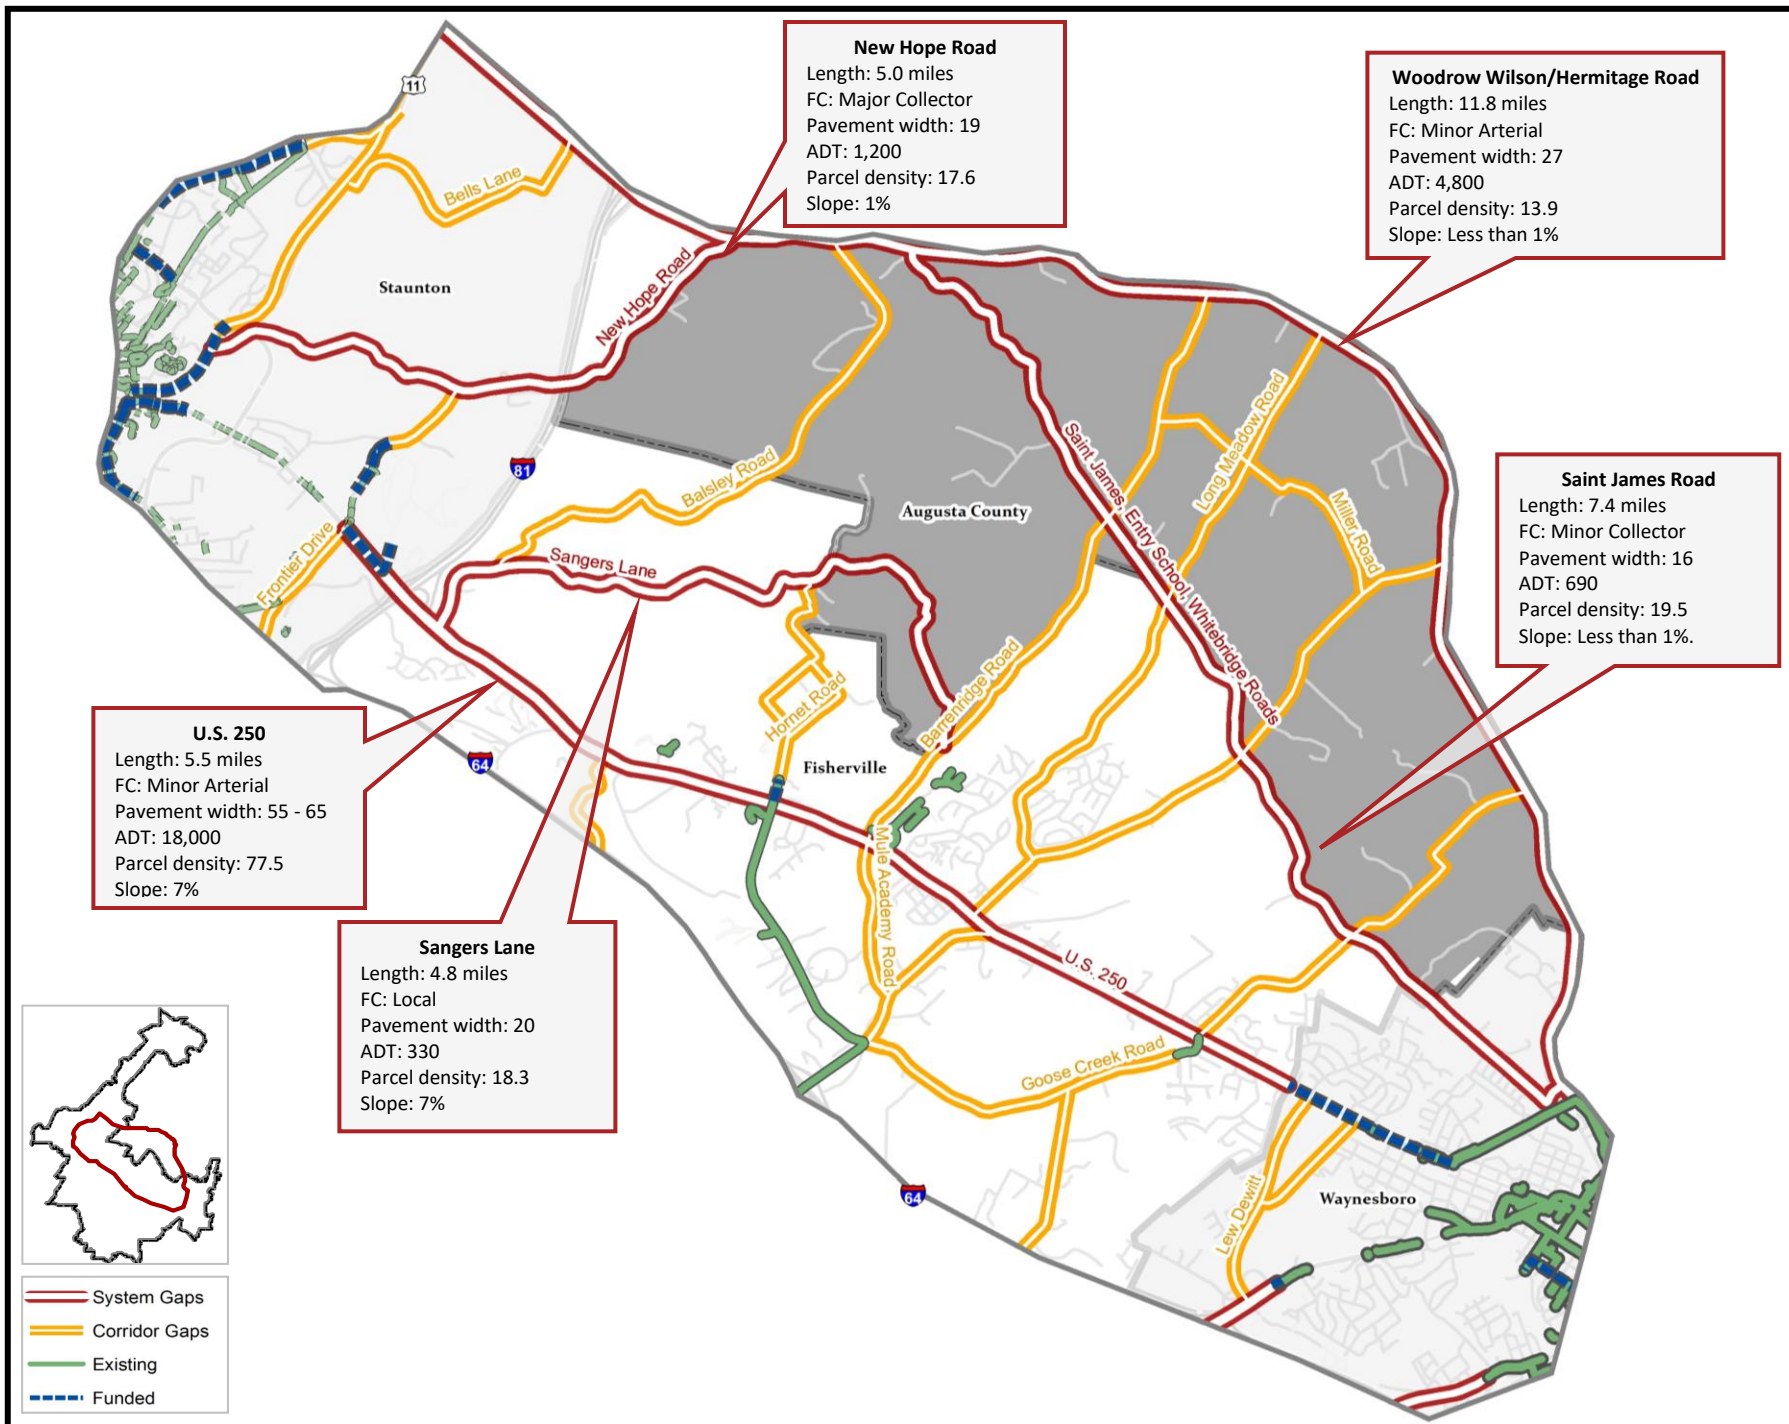 New Hope Road
Length: 5.0 miles
FC: Major Collector
Pavement width: 19
ADT: 1,200
Parcel density: 17.6
Slope: 1%
Woodrow Wilson/Hermitage Road
Length: 11.8 miles
FC: Minor Arterial
Pavement width: 27
ADT: 4,800
Parcel density: 13.9
Slope: Less than 1%
11
Bells Lane
Staunton
New Hope Road
81
Balsley Road
Augusta County
Saint James, Entry School, Whitebridge Roads
Long Meadow Road
Miller Road
Saint James Road
Length: 7.4 miles
FC: Minor Collector
Pavement width: 16
ADT: 690
Parcel density: 19.5
Slope: Less than 1%.
Frontier Drive
Sangers Lane
Hornet Road
Barrenridge Road
Fisherville
64
U.S. 250
Length: 5.5 miles
FC: Minor Arterial
Pavement width: 55 - 65
ADT: 18,000
Parcel density: 77.5
Slope: 7%
Mule Academy Road
Sangers Lane
Length: 4.8 miles
FC: Local
Pavement width: 20
ADT: 330
Parcel density: 18.3
Slope: 7%
U.S. 250
Goose Creek Road
64
Lew Dewitt
Waynesboro
System Gaps
Corridor Gaps
Existing
Funded